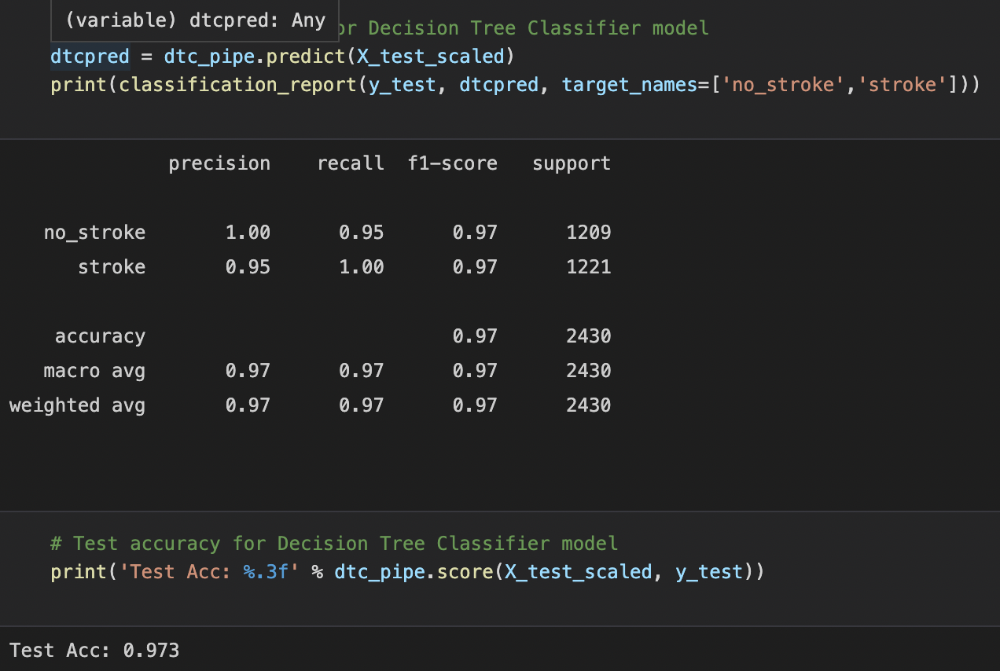 (variable) dtcpred: Any
or Decision Tree Classifier model
dtcpred = dtc_pipe.predict(X_test_scaled)
print(classification_report(y_test, dtcpred, target_names=['no_stroke','stroke']))
precision recall f1-score support
no_stroke 1.00 0.95 0.97 1209
stroke 0.95 1.00 0.97 1221
accuracy 0.97 2430
macro avg 0.97 0.97 0.97 2430
weighted avg 0.97 0.97 0.97 2430
# Test accuracy for Decision Tree Classifier model
print('Test Acc: %.3f' % dtc_pipe.score(X_test_scaled, y_test))
Test Acc: 0.973